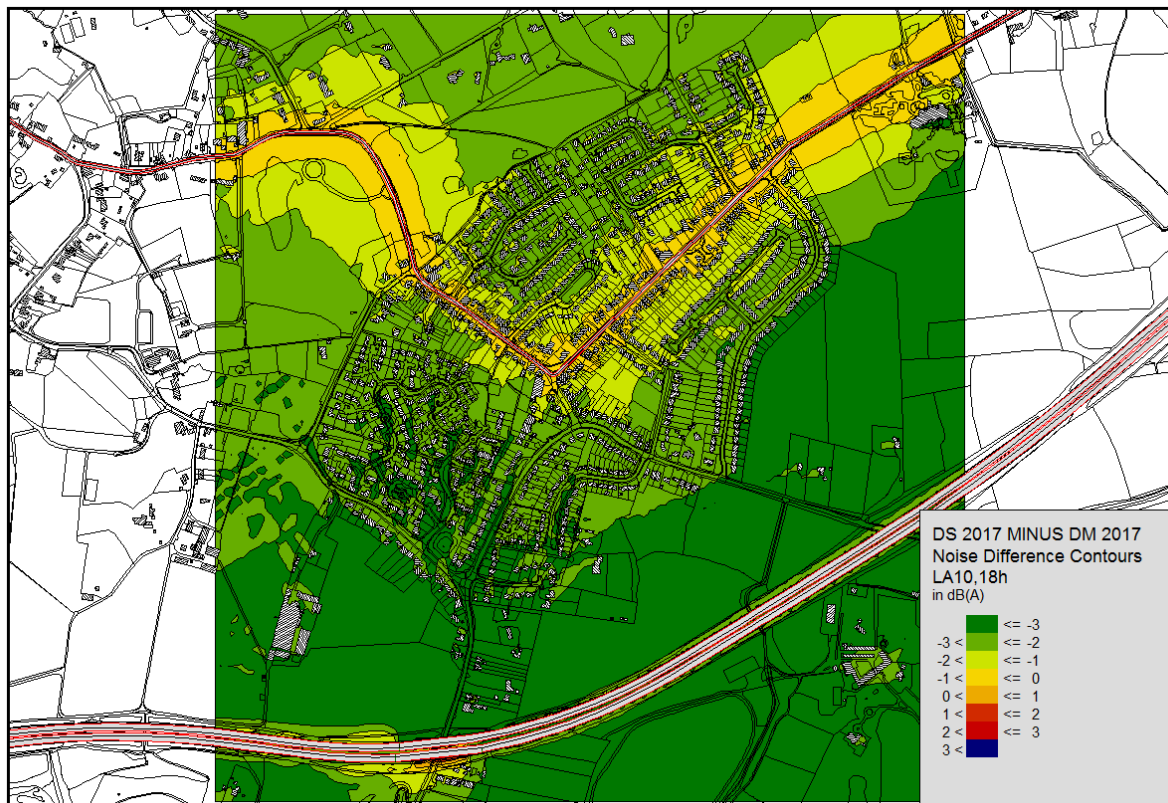 DS 2017 MINUS DM 2017
Noise Difference Contours
LA10,18h
in dB(A)
<= -3
-3 < <= -2
-2 < <= -1
-1 < <= 0
0 < <= 1
1 < <= 2
2 < <= 3
3 <